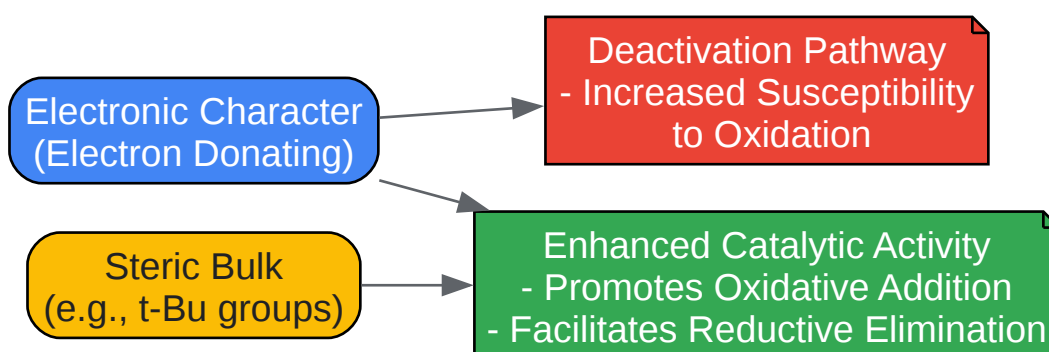 Electronic Character
(Electron Donating)
Deactivation Pathway
- Increased Susceptibility
to Oxidation
Steric Bulk
(e.g., t-Bu groups)
Enhanced Catalytic Activity
- Promotes Oxidative Addition
- Facilitates Reductive Elimination